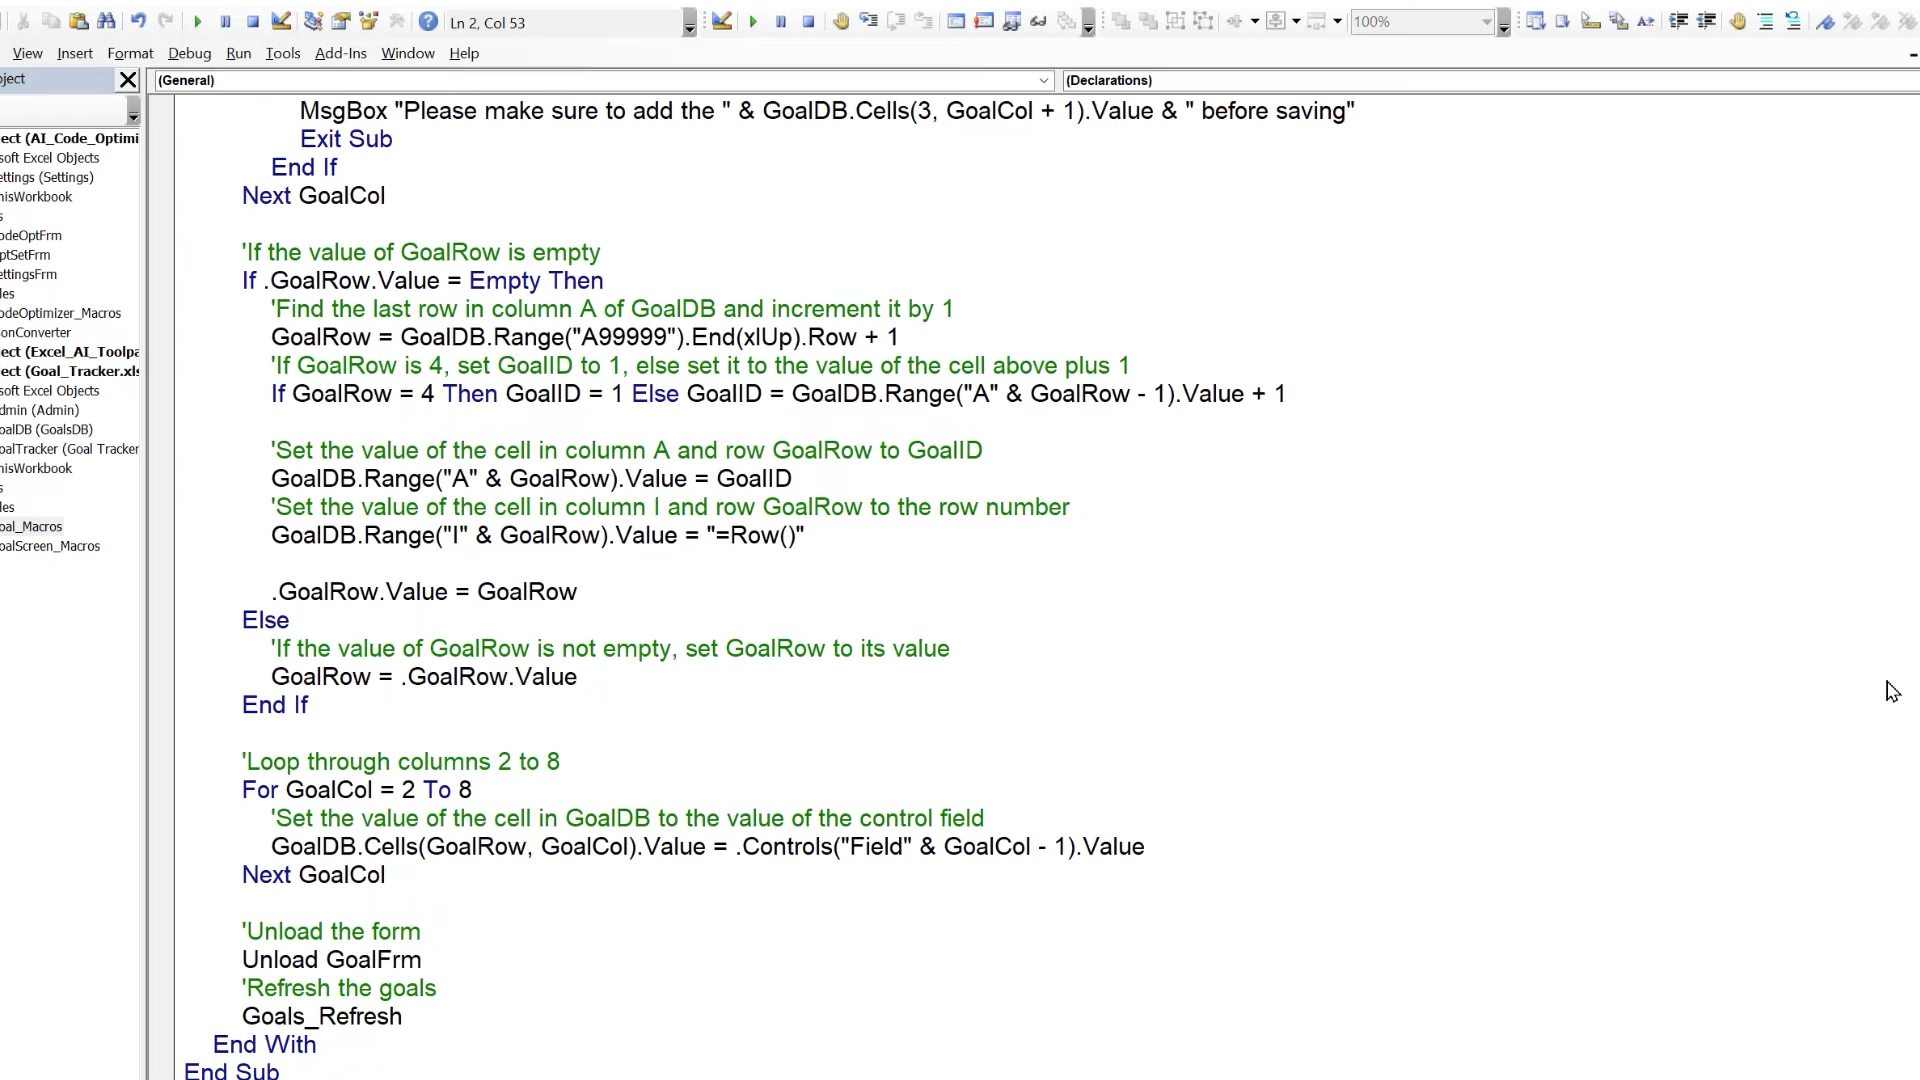 Ln 2, Col 53
100%
View Insert Format Debug Run Tools Add-Ins Window Help
ject
(General)
(Declarations)
ect (AI_Code_Optimi
soft Excel Objects
ettings (Settings)
hisWorkbook
s
odeOptFrm
ptSetFrm
ettingsFrm
les
odeOptimizer_Macros
sonConverter
ect (Excel_AI_Toolpa
ect (Goal_Tracker.xls
soft Excel Objects
dmin (Admin)
oalDB (GoalsDB)
oalTracker (Goal Tracker
hisWorkbook
s
les
oal_Macros
oalScreen_Macros
MsgBox "Please make sure to add the " & GoalDB.Cells(3, GoalCol + 1).Value & " before saving"
Exit Sub
End If
Next GoalCol
'If the value of GoalRow is empty
If .GoalRow.Value = Empty Then
'Find the last row in column A of GoalDB and increment it by 1
GoalRow = GoalDB.Range("A99999").End(xlUp).Row + 1
'If GoalRow is 4, set GoalID to 1, else set it to the value of the cell above plus 1
If GoalRow = 4 Then GoalID = 1 Else GoalID = GoalDB.Range("A" & GoalRow - 1).Value + 1
'Set the value of the cell in column A and row GoalRow to GoalID
GoalDB.Range("A" & GoalRow).Value = GoalID
'Set the value of the cell in column I and row GoalRow to the row number
GoalDB.Range("I" & GoalRow).Value = "=Row()"
.GoalRow.Value = GoalRow
Else
'If the value of GoalRow is not empty, set GoalRow to its value
GoalRow = .GoalRow.Value
End If
'Loop through columns 2 to 8
For GoalCol = 2 To 8
'Set the value of the cell in GoalDB to the value of the control field
GoalDB.Cells(GoalRow, GoalCol).Value = .Controls("Field" & GoalCol - 1).Value
Next GoalCol
'Unload the form
Unload GoalFrm
'Refresh the goals
Goals_Refresh
End With
End Sub